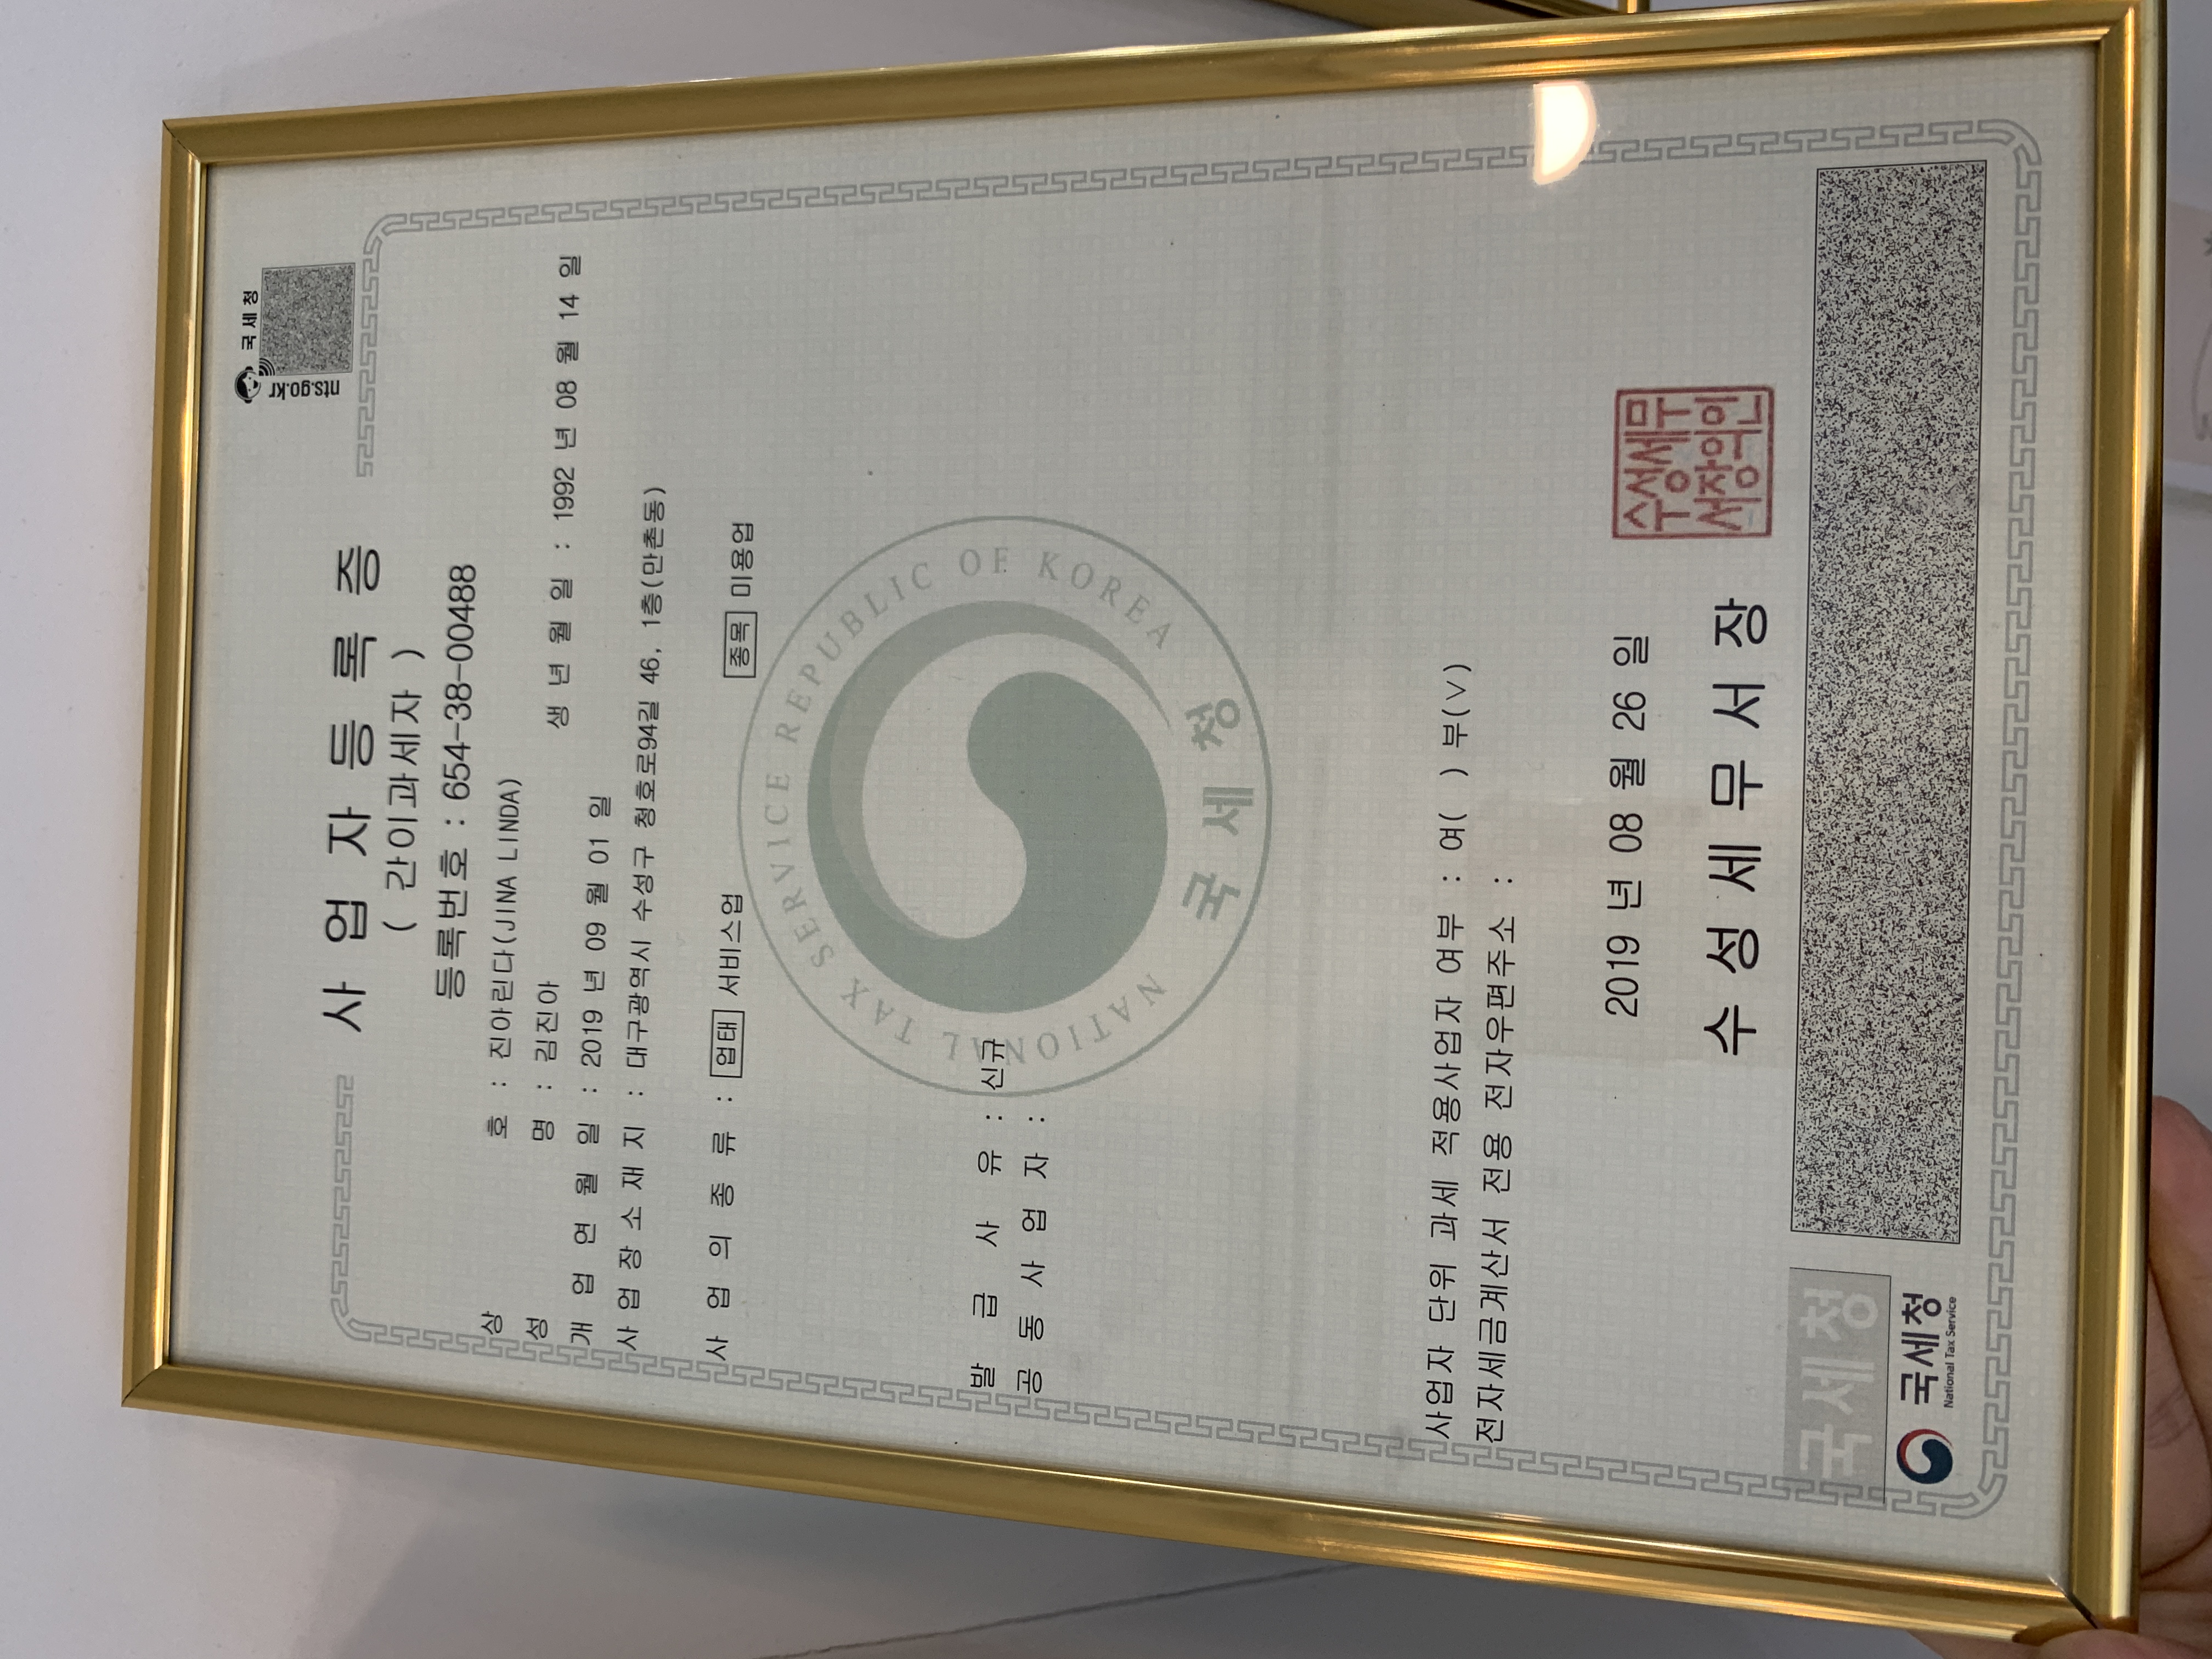 국세청
nts.go.kr
사업자등록증
( 간이과세자 )
등록번호 : 654-38-00488
상 호 : 진아린다(JINA LINDA)
성 명 : 김진아 생 년 월 일 : 1992 년 08 월 14 일
개 업 연 월 일 : 2019 년 09 월 01 일
사 업 장 소 재 지 : 대구광역시 수성구 청호로94길 46, 1층(만촌동)
사 업 의 종 류 : 업태 서비스업 종목 미용업
NATIONAL TAX SERVICE REPUBLIC OF KOREA
국세청
발 급 사 유 : 신규
공 동 사 업 자 :
사업자 단위 과세 적용사업자 여부 : 여( ) 부(∨)
전자세금계산서 전용 전자우편주소 :
2019 년 08 월 26 일
수 성 세 무 서 장
수성세무
서장의인
국세청
국세청
National Tax Service